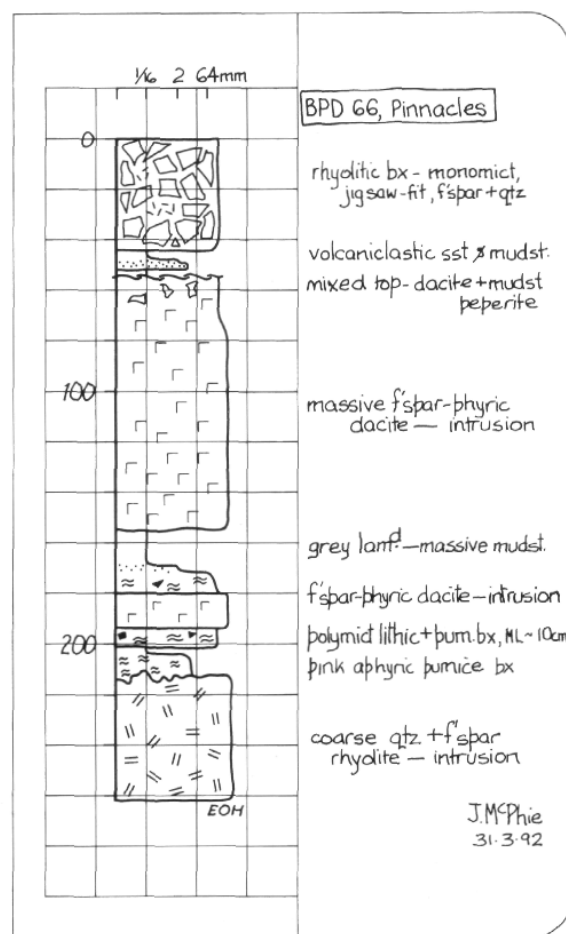 1/16 2 64mm
BPD 66, Pinnacles
0
rhyolitic bx - monomict,
jigsaw-fit, f'spar + qtz
volcaniclastic sst & mudst.
mixed top - dacite + mudst
peperite
100
massive f'spar-phyric
dacite — intrusion
grey lamd — massive mudst.
f'spar-phyric dacite — intrusion
200
polymict lithic + pum. bx, ML ~ 10cm
pink aphyric pumice bx
coarse qtz + f'spar
rhyolite — intrusion
EOH
J. McPhie
31.3.92